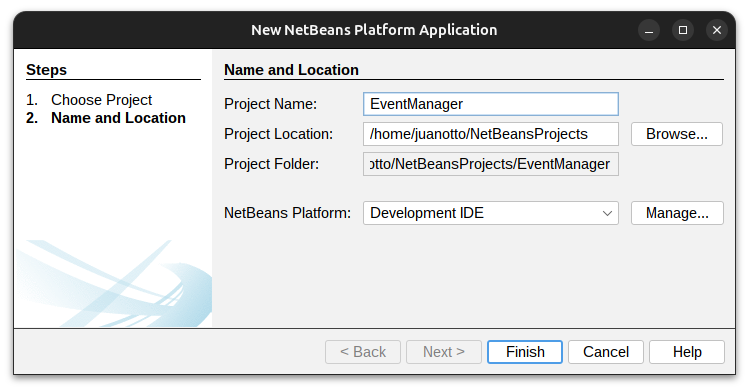 New NetBeans Platform Application
Steps
1. Choose Project
2. Name and Location
Name and Location
Project Name: EventManager
Project Location: /home/juanotto/NetBeansProjects Browse...
Project Folder: otto/NetBeansProjects/EventManager
NetBeans Platform: Development IDE Manage...
< Back Next > Finish Cancel Help